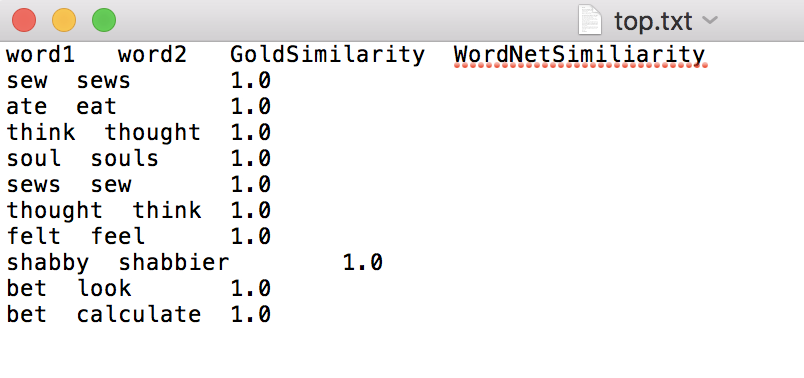 top.txt
word1 word2 GoldSimilarity WordNetSimiliarity
sew sews 1.0
ate eat 1.0
think thought 1.0
soul souls 1.0
sews sew 1.0
thought think 1.0
felt feel 1.0
shabby shabbier 1.0
bet look 1.0
bet calculate 1.0